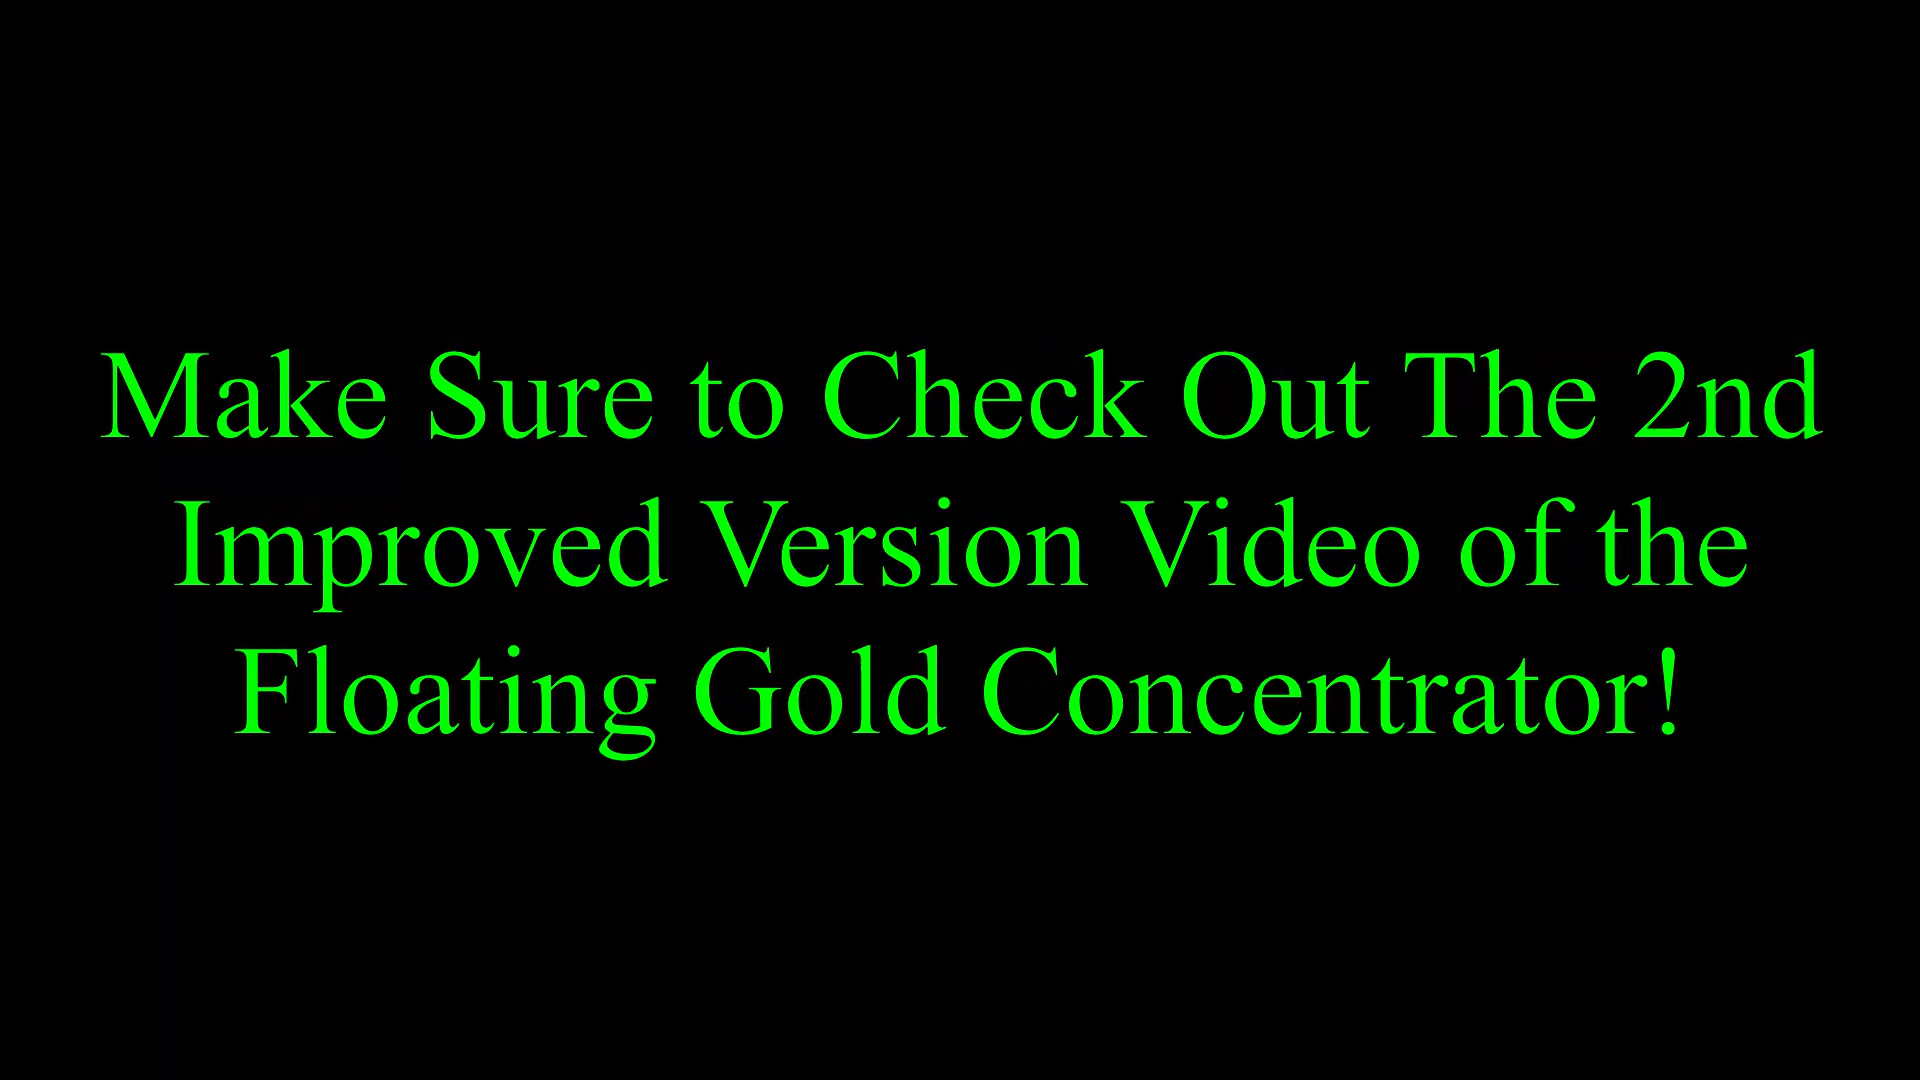 Make Sure to Check Out The 2nd
Improved Version Video of the
Floating Gold Concentrator!